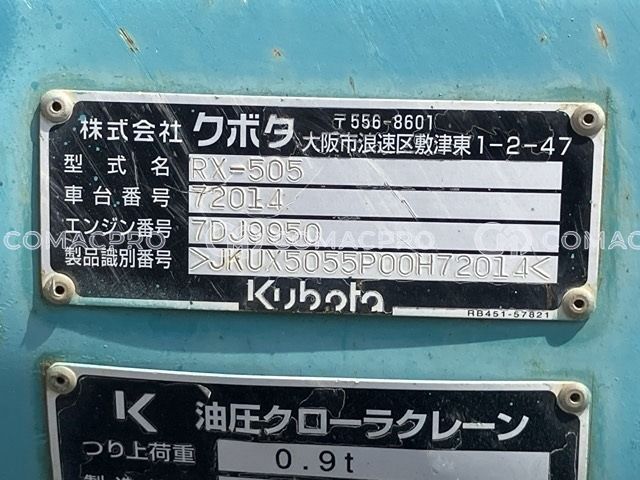 株式会社 クボタ 〒556-8601
大阪市浪速区敷津東1-2-47
型式名 RX-505
車台番号 72014
エンジン番号 7DJ9950
製品識別番号 >JKUX5055P00H72014<
COMACPRO COMACPRO COMACPRO COMACPRO
Kubota
RB451-57821
K 油圧クローラクレーン
つり上荷重 0.9t